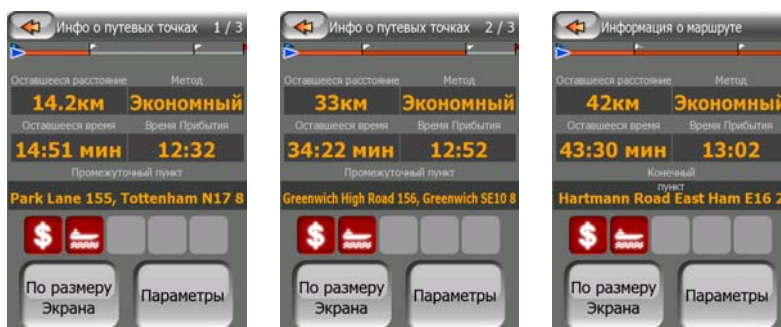 Инфо о путевых точках 1 / 3
Оставшееся расстояние Метод
14.2км Экономный
Оставшееся время Время Прибытия
14:51 мин 12:32
Промежуточный пункт
Park Lane 155, Tottenham N17 8
$
По размеру Экрана
Параметры
Инфо о путевых точках 2 / 3
Оставшееся расстояние Метод
33км Экономный
Оставшееся время Время Прибытия
34:22 мин 12:52
Промежуточный пункт
Greenwich High Road 156, Greenwich SE10 8
$
По размеру Экрана
Параметры
Информация о маршруте
Оставшееся расстояние Метод
42км Экономный
Оставшееся время Время Прибытия
43:30 мин 13:02
Конечный
пункт
Hartmann Road East Ham E16 2
$
По размеру Экрана
Параметры